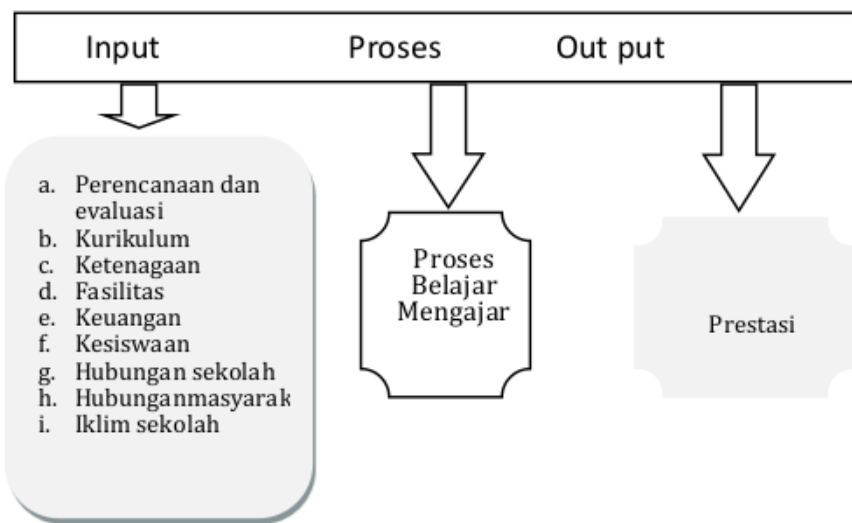 Input Proses Out put
a. Perencanaan dan
evaluasi
b. Kurikulum
c. Ketenagaan
d. Fasilitas
e. Keuangan
f. Kesiswaan
g. Hubungan sekolah
h. Hubunganmasyarak
i. Iklim sekolah
Proses
Belajar
Mengajar
Prestasi